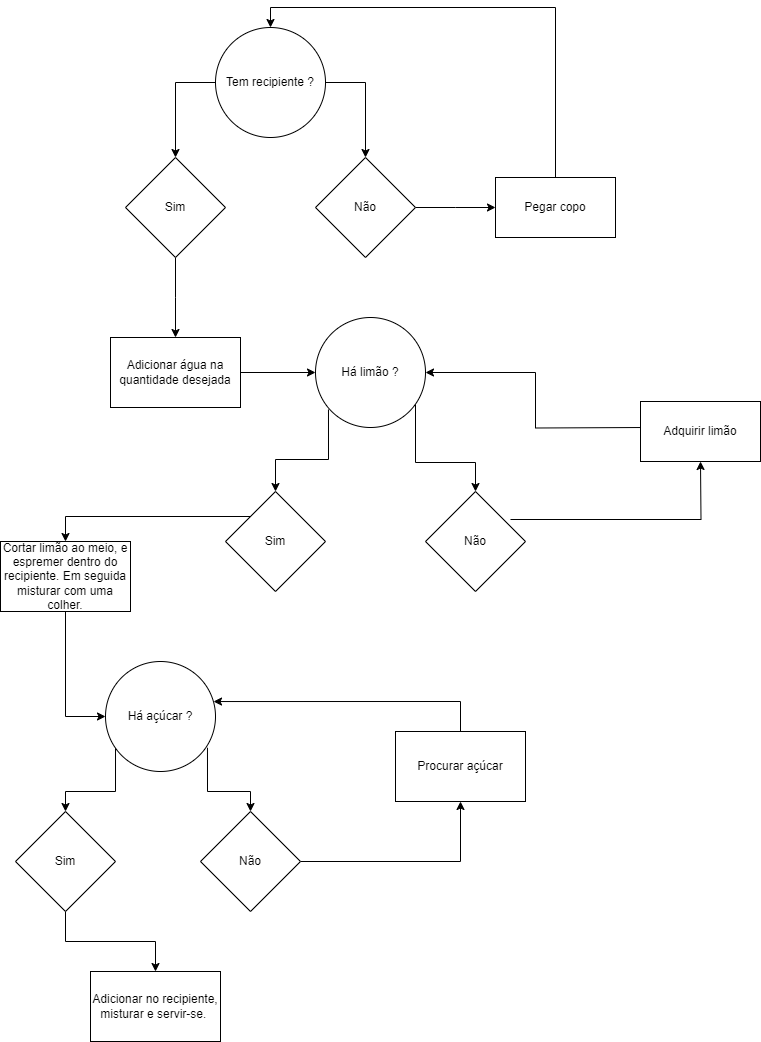 Tem recipiente ?
Sim
Não
Pegar copo
Adicionar água na
quantidade desejada
Há limão ?
Adquirir limão
Sim
Não
Cortar limão ao meio, e
espremer dentro do
recipiente. Em seguida
misturar com uma
colher.
Há açúcar ?
Procurar açúcar
Sim
Não
Adicionar no recipiente,
misturar e servir-se.